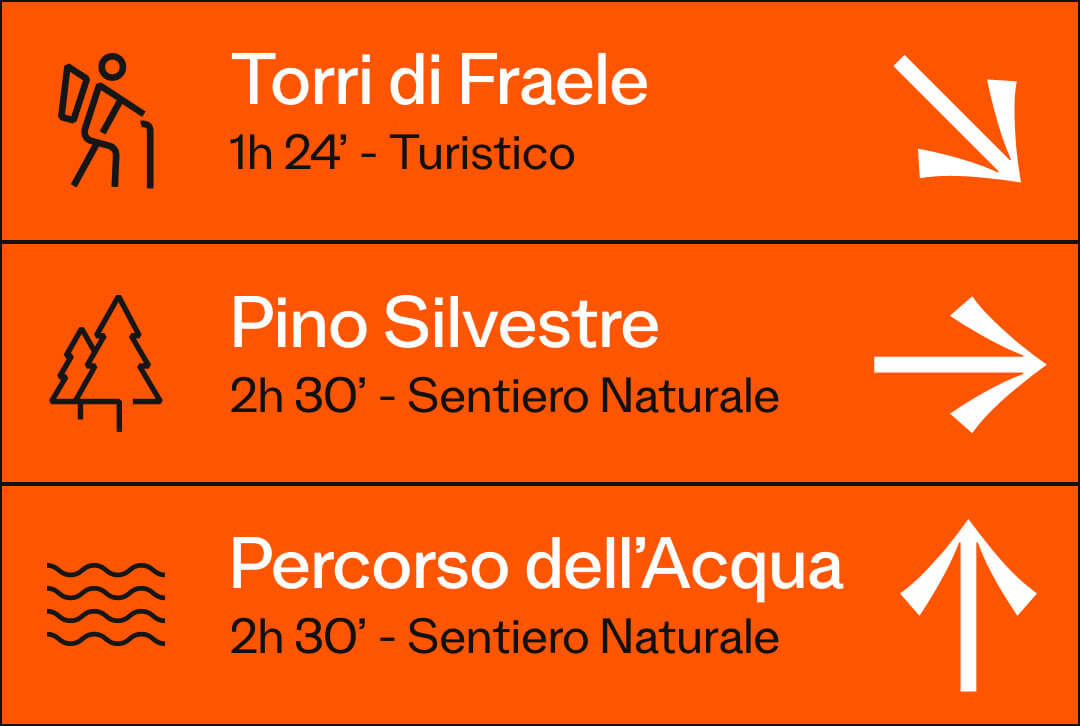 Torri di Fraele
1h 24’ - Turistico
Pino Silvestre
2h 30’ - Sentiero Naturale
Percorso dell’Acqua
2h 30’ - Sentiero Naturale